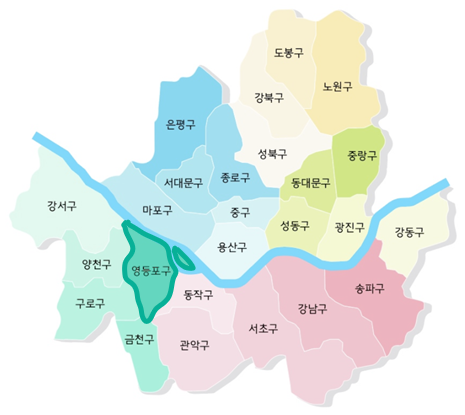 도봉구
노원구
강북구
은평구
성북구
중랑구
종로구
서대문구
동대문구
강서구
마포구
중구
성동구
광진구
강동구
용산구
양천구
영등포구
송파구
동작구
구로구
강남구
서초구
금천구
관악구